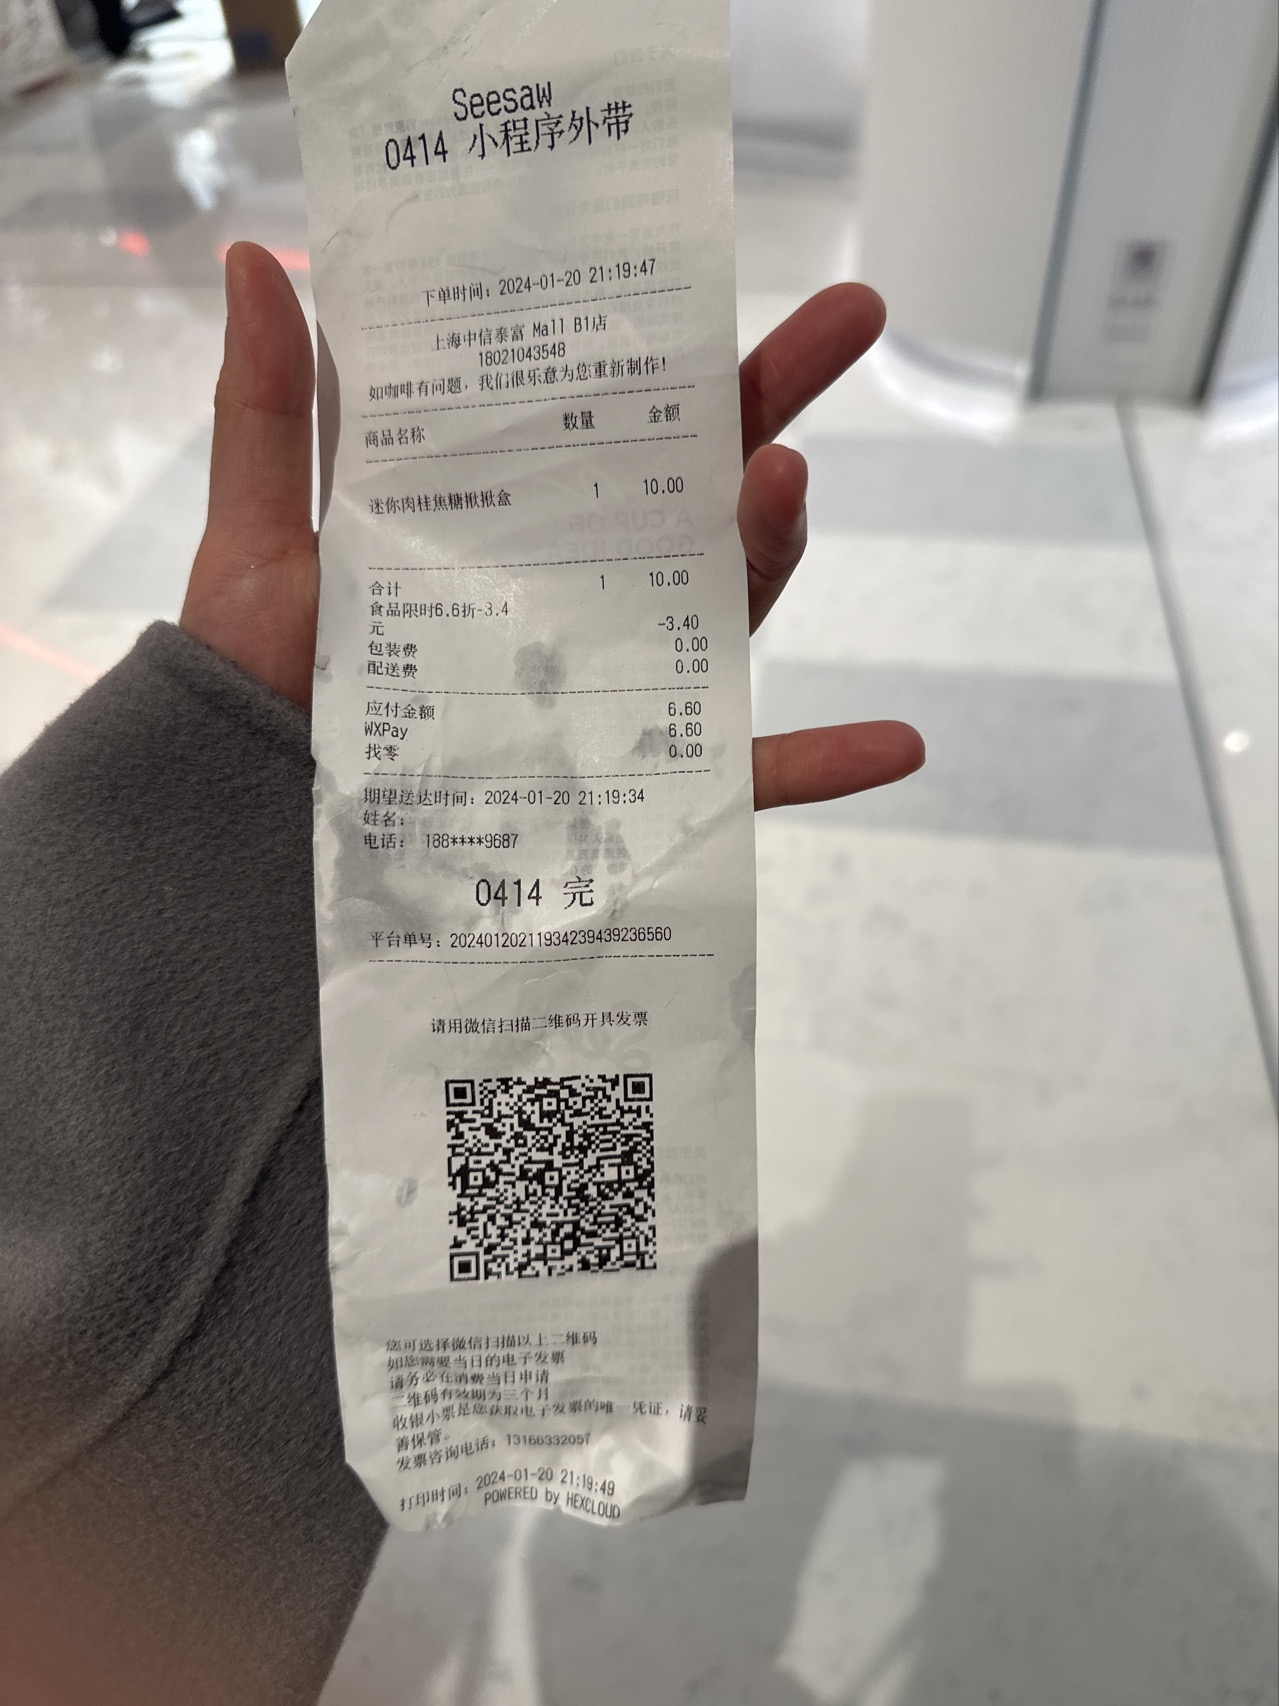 Seesaw
0414 小程序外带
下单时间：2024-01-20 21:19:47
上海中信泰富 Mall B1店
18021043548
如咖啡有问题，我们很乐意为您重新制作！
商品名称 数量 金额
迷你肉桂焦糖揪揪盒 1 10.00
合计 1 10.00
食品限时6.6折-3.4
元 -3.40
包装费 0.00
配送费 0.00
应付金额 6.60
WXPay 6.60
找零 0.00
期望送达时间：2024-01-20 21:19:34
姓名：
电话： 188****9687
0414 完
平台单号：20240120211934239439236560
请用微信扫描二维码开具发票
您可选择微信扫描以上二维码
如您需要当日的电子发票
请务必在消费当日申请
二维码有效期为三个月
收银小票是您获取电子发票的唯一凭证，请妥
善保管。
发票咨询电话：13166332057
打印时间：2024-01-20 21:19:49
POWERED by HEXCLOUD